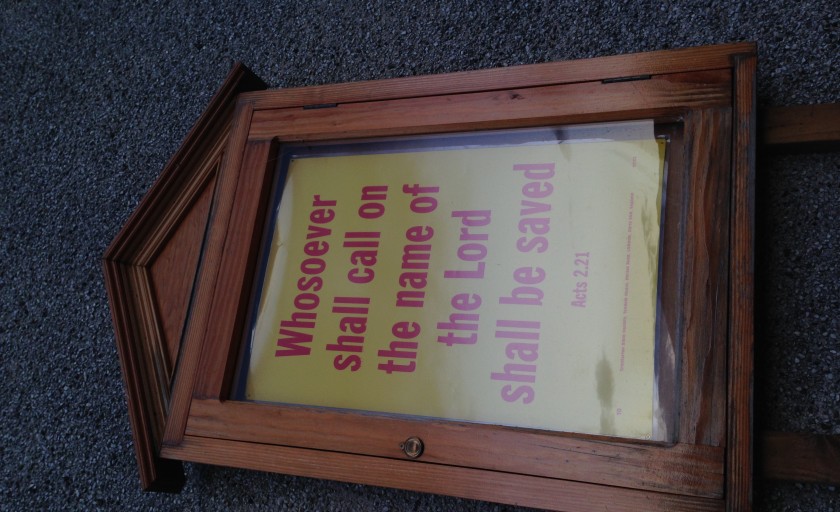 Whosoever
shall call on
the name of
the Lord
shall be saved
Acts 2.21